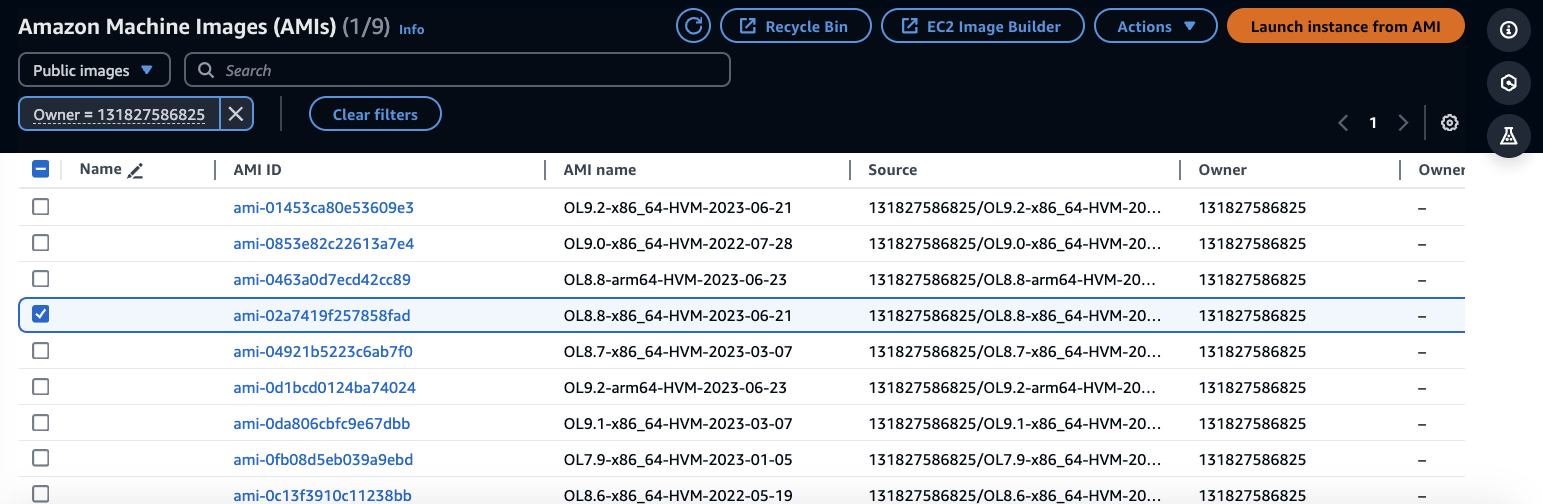 Amazon Machine Images (AMIs) (1/9) Info
Recycle Bin
EC2 Image Builder
Actions
Launch instance from AMI
Public images
Search
Owner = 131827586825
Clear filters
1
Name AMI ID AMI name Source Owner Owner
ami-01453ca80e53609e3 OL9.2-x86_64-HVM-2023-06-21 131827586825/OL9.2-x86_64-HVM-20... 131827586825 –
ami-0853e82c22613a7e4 OL9.0-x86_64-HVM-2022-07-28 131827586825/OL9.0-x86_64-HVM-20... 131827586825 –
ami-0463a0d7ecd42cc89 OL8.8-arm64-HVM-2023-06-23 131827586825/OL8.8-arm64-HVM-20... 131827586825 –
ami-02a7419f257858fad OL8.8-x86_64-HVM-2023-06-21 131827586825/OL8.8-x86_64-HVM-20... 131827586825 –
ami-04921b5223c6ab7f0 OL8.7-x86_64-HVM-2023-03-07 131827586825/OL8.7-x86_64-HVM-20... 131827586825 –
ami-0d1bcd0124ba74024 OL9.2-arm64-HVM-2023-06-23 131827586825/OL9.2-arm64-HVM-20... 131827586825 –
ami-0da806cbfc9e67dbb OL9.1-x86_64-HVM-2023-03-07 131827586825/OL9.1-x86_64-HVM-20... 131827586825 –
ami-0fb08d5eb039a9ebd OL7.9-x86_64-HVM-2023-01-05 131827586825/OL7.9-x86_64-HVM-20... 131827586825 –
ami-0c13f3910c11238bb OL8.6-x86_64-HVM-2022-05-19 131827586825/OL8.6-x86_64-HVM-20... 131827586825 –